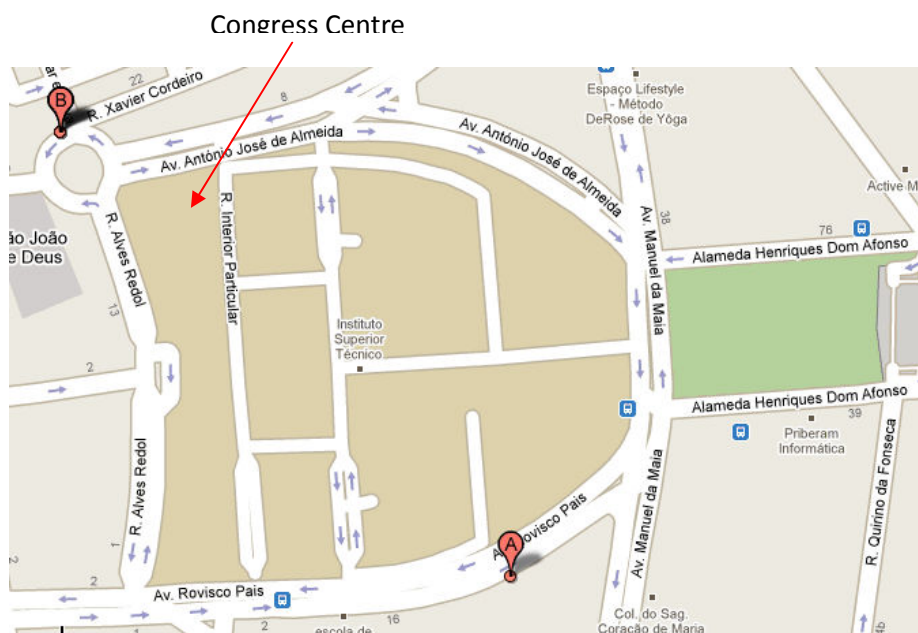 Congress Centre
B
22
R. Xavier Cordeiro
8
Av. António José de Almeida
Av. António José de Almeida
Espaço Lifestyle
- Método
DeRose de Yôga
Active M
38
76
Alameda Henriques Dom Afonso
Av. Manuel da Maia
ão João
e Deus
R. Alves Redol
13
R. Interior Particular
Instituto
Superior
Técnico
2
Alameda Henriques Dom Afonso
39
Priberam
Informática
R. Quirino da Fonseca
R. Alves Redol
1
Av. Manuel da Maia
A
Rovisco Pais
2
2
Av. Rovisco Pais
2
16
escola de
Col. do Sag.
Coração de Maria